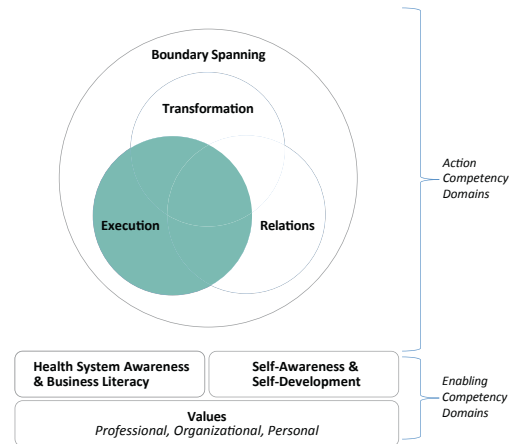 Boundary Spanning
Transformation
Execution
Relations
Action
Competency
Domains
Health System Awareness
& Business Literacy
Self-Awareness &
Self-Development
Values
Professional, Organizational, Personal
Enabling
Competency
Domains